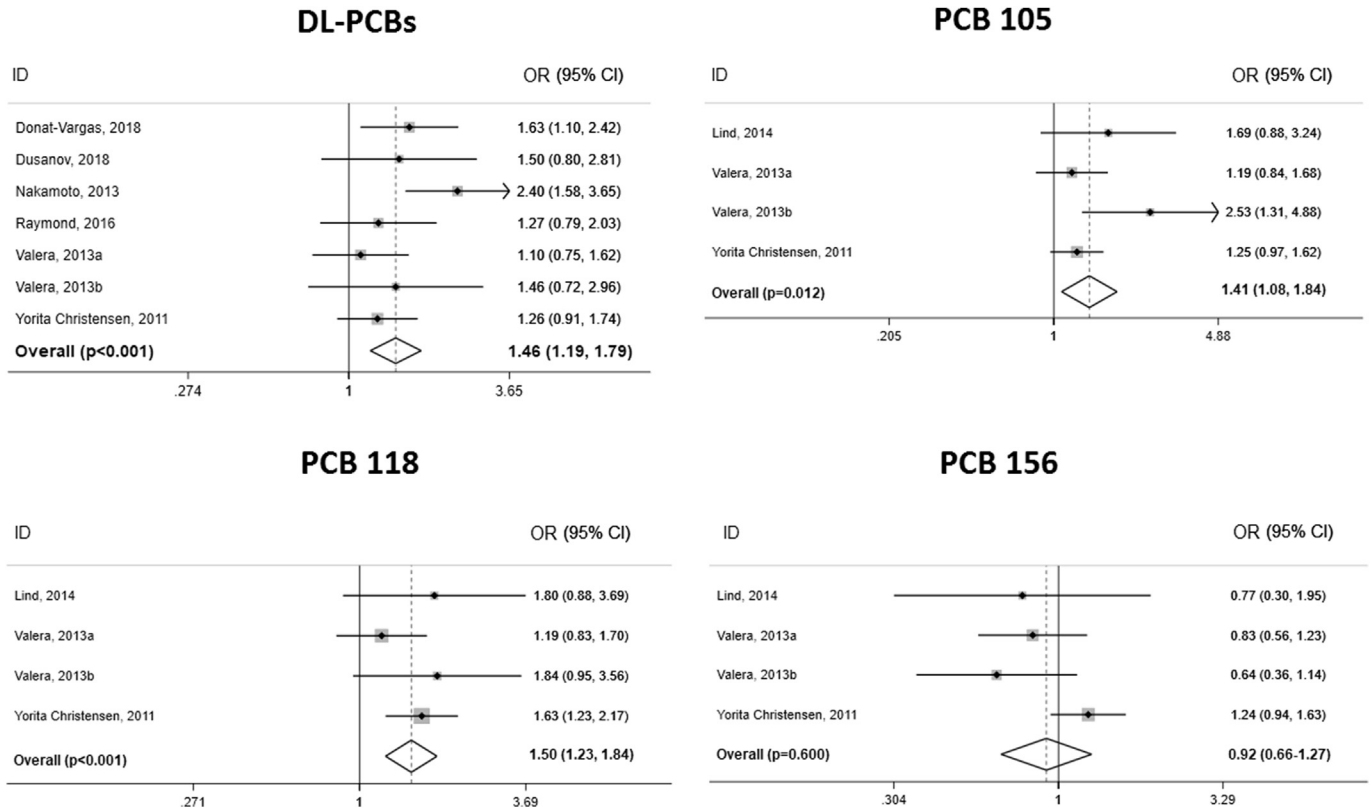 DL-PCBs
ID OR (95% CI)
Donat-Vargas, 2018 1.63 (1.10, 2.42)
Dusanov, 2018 1.50 (0.80, 2.81)
Nakamoto, 2013 2.40 (1.58, 3.65)
Raymond, 2016 1.27 (0.79, 2.03)
Valera, 2013a 1.10 (0.75, 1.62)
Valera, 2013b 1.46 (0.72, 2.96)
Yorita Christensen, 2011 1.26 (0.91, 1.74)
Overall (p<0.001) 1.46 (1.19, 1.79)
.274 1 3.65
PCB 105
ID OR (95% CI)
Lind, 2014 1.69 (0.88, 3.24)
Valera, 2013a 1.19 (0.84, 1.68)
Valera, 2013b 2.53 (1.31, 4.88)
Yorita Christensen, 2011 1.25 (0.97, 1.62)
Overall (p=0.012) 1.41 (1.08, 1.84)
.205 1 4.88
PCB 118
ID OR (95% CI)
Lind, 2014 1.80 (0.88, 3.69)
Valera, 2013a 1.19 (0.83, 1.70)
Valera, 2013b 1.84 (0.95, 3.56)
Yorita Christensen, 2011 1.63 (1.23, 2.17)
Overall (p<0.001) 1.50 (1.23, 1.84)
.271 1 3.69
PCB 156
ID OR (95% CI)
Lind, 2014 0.77 (0.30, 1.95)
Valera, 2013a 0.83 (0.56, 1.23)
Valera, 2013b 0.64 (0.36, 1.14)
Yorita Christensen, 2011 1.24 (0.94, 1.63)
Overall (p=0.600) 0.92 (0.66-1.27)
.304 1 3.29